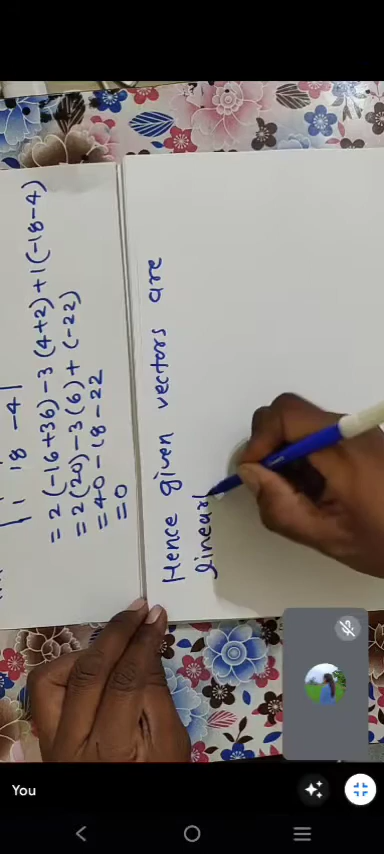 1 18 -4
= 2(-16+36) - 3(4+2) + 1(-18-4)
= 2(20) - 3(6) + (-22)
= 40 - 18 - 22
= 0
Hence given vectors are
linearl
You